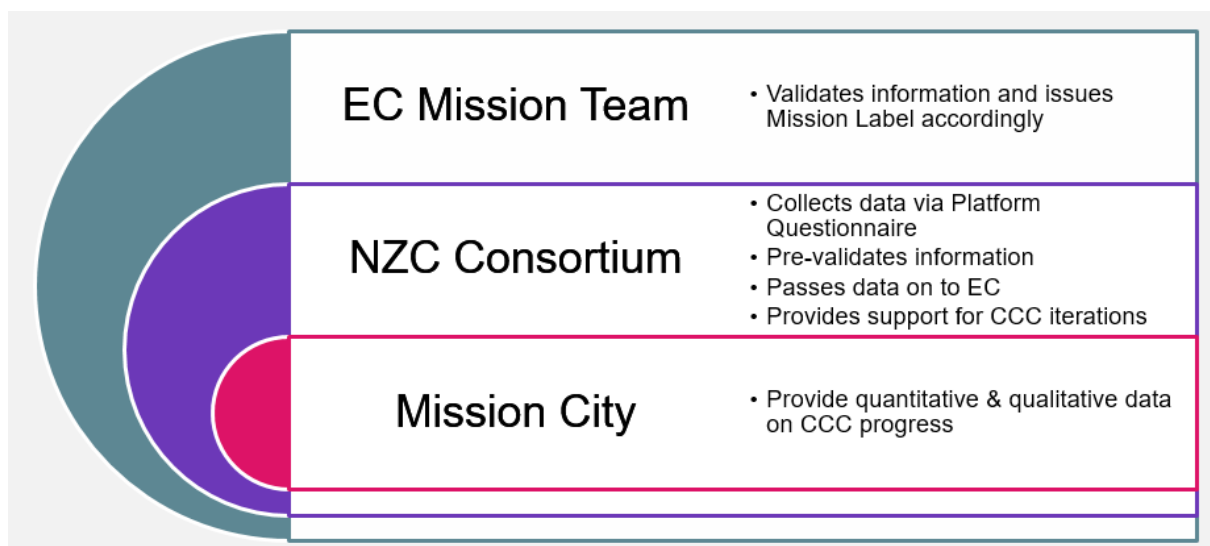 EC Mission Team
• Validates information and issues
Mission Label accordingly
NZC Consortium
• Collects data via Platform
Questionnaire
• Pre-validates information
• Passes data on to EC
• Provides support for CCC iterations
Mission City
• Provide quantitative & qualitative data
on CCC progress